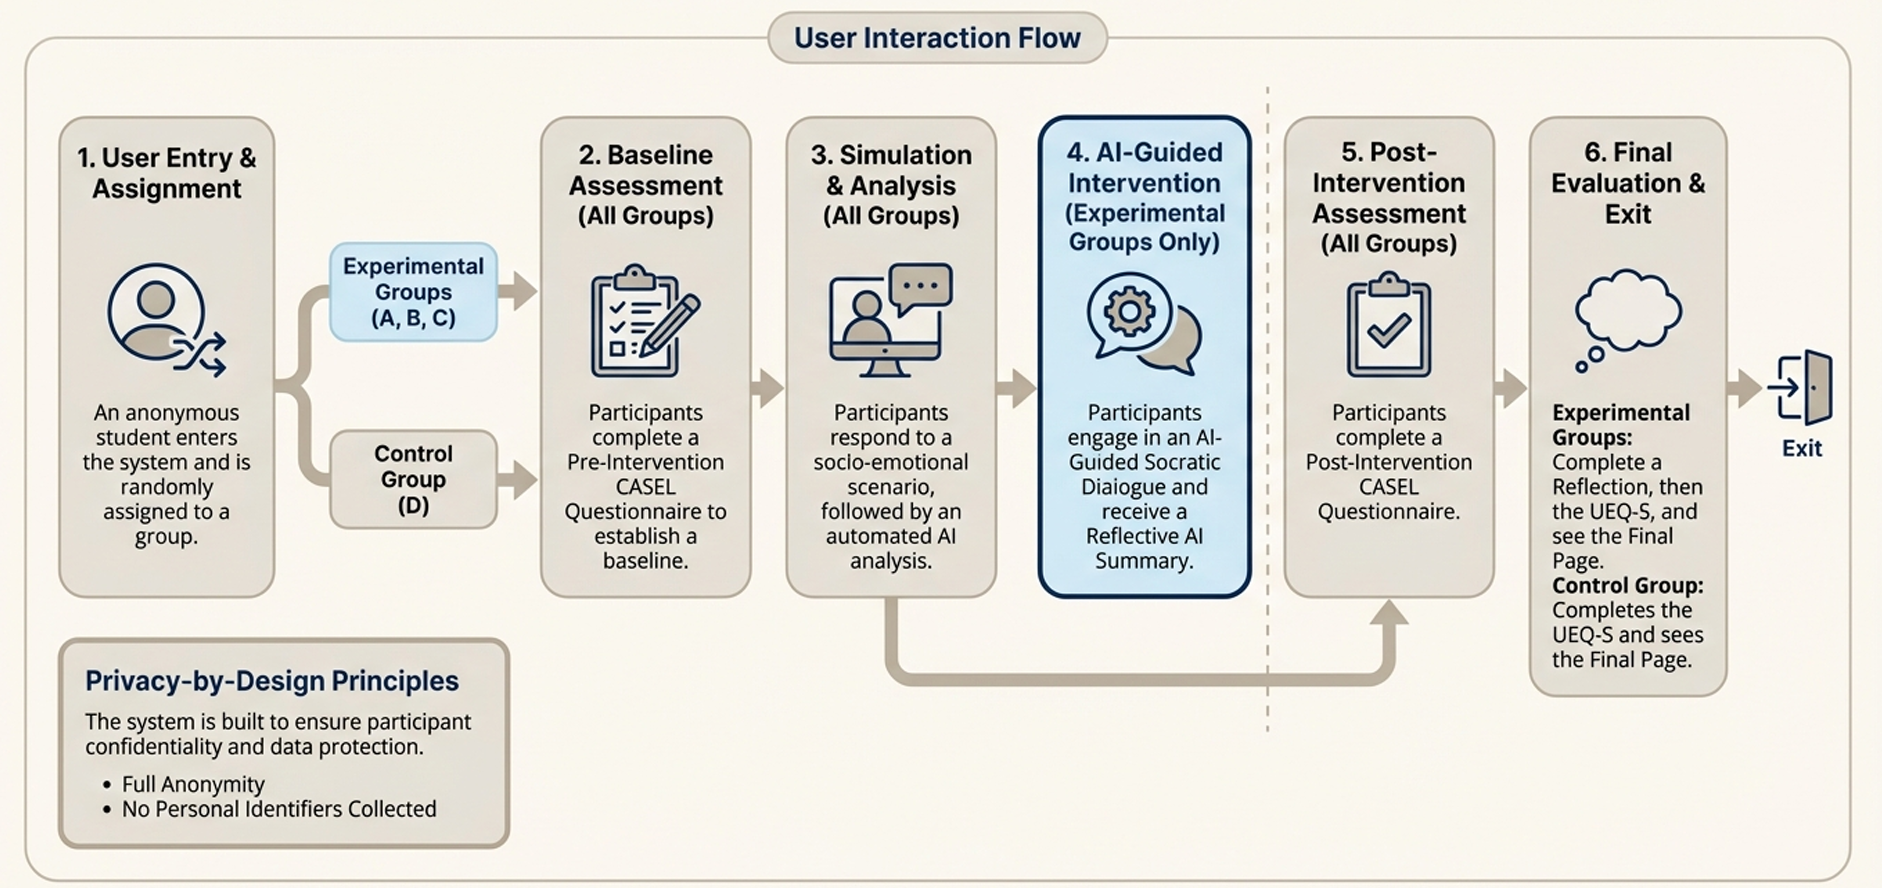 User Interaction Flow
1. User Entry &
Assignment
An anonymous
student enters
the system and is
randomly
assigned to a
group.
Experimental
Groups
(A, B, C)
Control
Group
(D)
2. Baseline
Assessment
(All Groups)
Participants
complete a
Pre-Intervention
CASEL
Questionnaire to
establish a
baseline.
3. Simulation
& Analysis
(All Groups)
Participants
respond to a
socio-emotional
scenario,
followed by an
automated AI
analysis.
4. AI-Guided
Intervention
(Experimental
Groups Only)
Participants
engage in an AI-
Guided Socratic
Dialogue and
receive a
Reflective AI
Summary.
5. Post-
Intervention
Assessment
(All Groups)
Participants
complete a
Post-Intervention
CASEL
Questionnaire.
6. Final
Evaluation &
Exit
Experimental
Groups:
Complete a
Reflection, then
the UEQ-S, and
see the Final
Page.
Control Group:
Completes the
UEQ-S and sees
the Final Page.
Exit
Privacy-by-Design Principles
The system is built to ensure participant
confidentiality and data protection.
• Full Anonymity
• No Personal Identifiers Collected